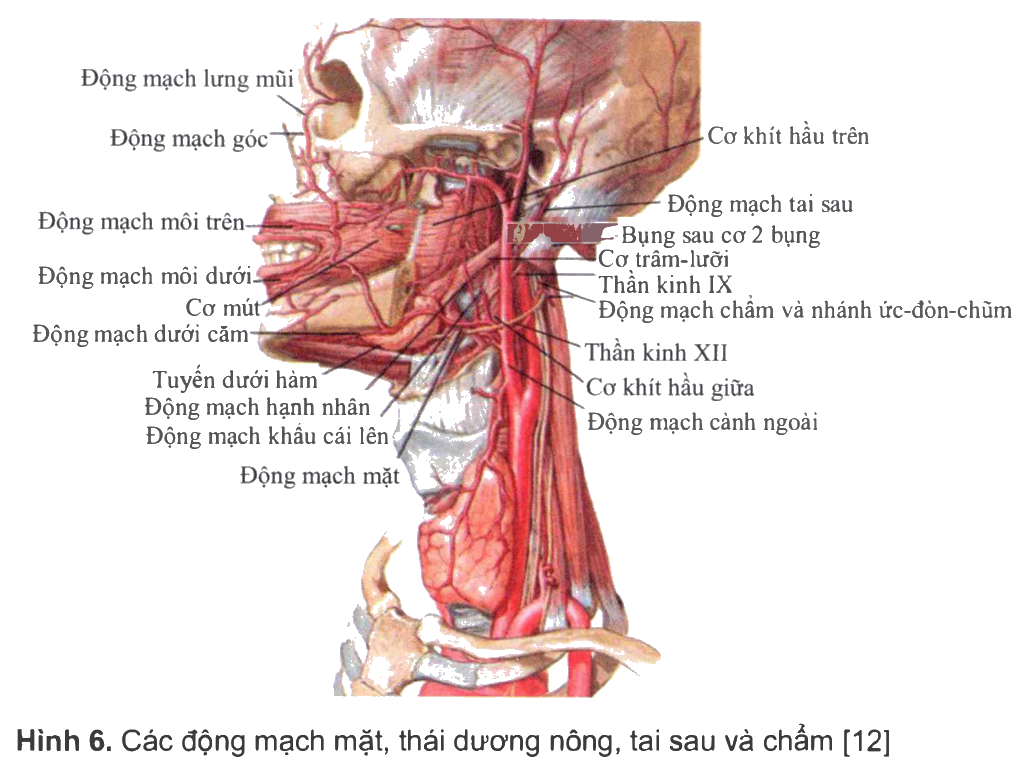 Động mạch lưng mũi
Động mạch góc
Cơ khít hầu trên
Động mạch tai sau
Động mạch môi trên
Bụng sau cơ 2 bụng
Cơ trâm-lưỡi
Động mạch môi dưới
Thần kinh IX
Cơ mút
Động mạch chẩm và nhánh ức-đòn-chũm
Động mạch dưới cằm
Thần kinh XII
Tuyến dưới hàm
Cơ khít hầu giữa
Động mạch hạnh nhân
Động mạch cảnh ngoài
Động mạch khẩu cái lên
Động mạch mặt
Hình 6. Các động mạch mặt, thái dương nông, tai sau và chẩm [12]